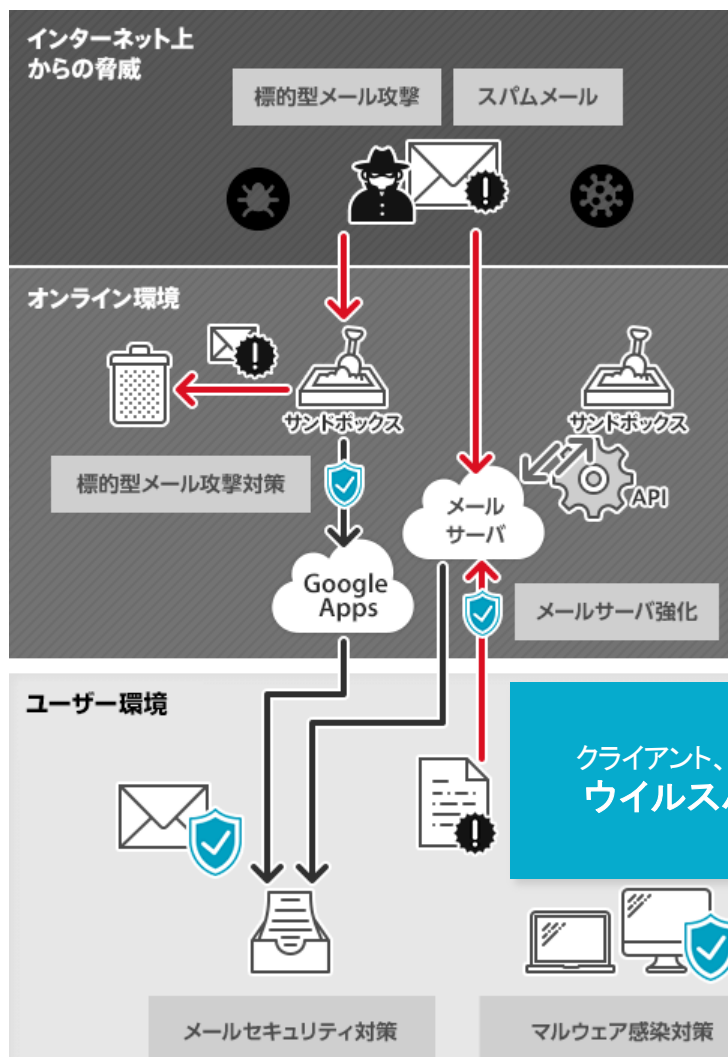 インターネット上
からの脅威
標的型メール攻撃
スパムメール
オンライン環境
サンドボックス
サンドボックス
標的型メール攻撃対策
メール
サーバ
API
Google
Apps
メールサーバ強化
ユーザー環境
クライアント、
ウイルスバ
メールセキュリティ対策
マルウェア感染対策